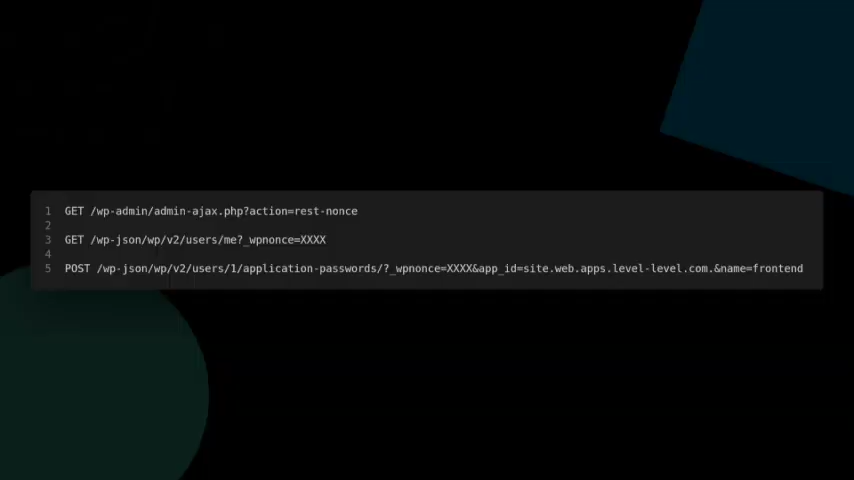 1 GET /wp-admin/admin-ajax.php?action=rest-nonce
2
3 GET /wp-json/wp/v2/users/me?_wpnonce=XXXX
4
5 POST /wp-json/wp/v2/users/1/application-passwords/?_wpnonce=XXXX&app_id=site.web.apps.level-level.com.&name=frontend